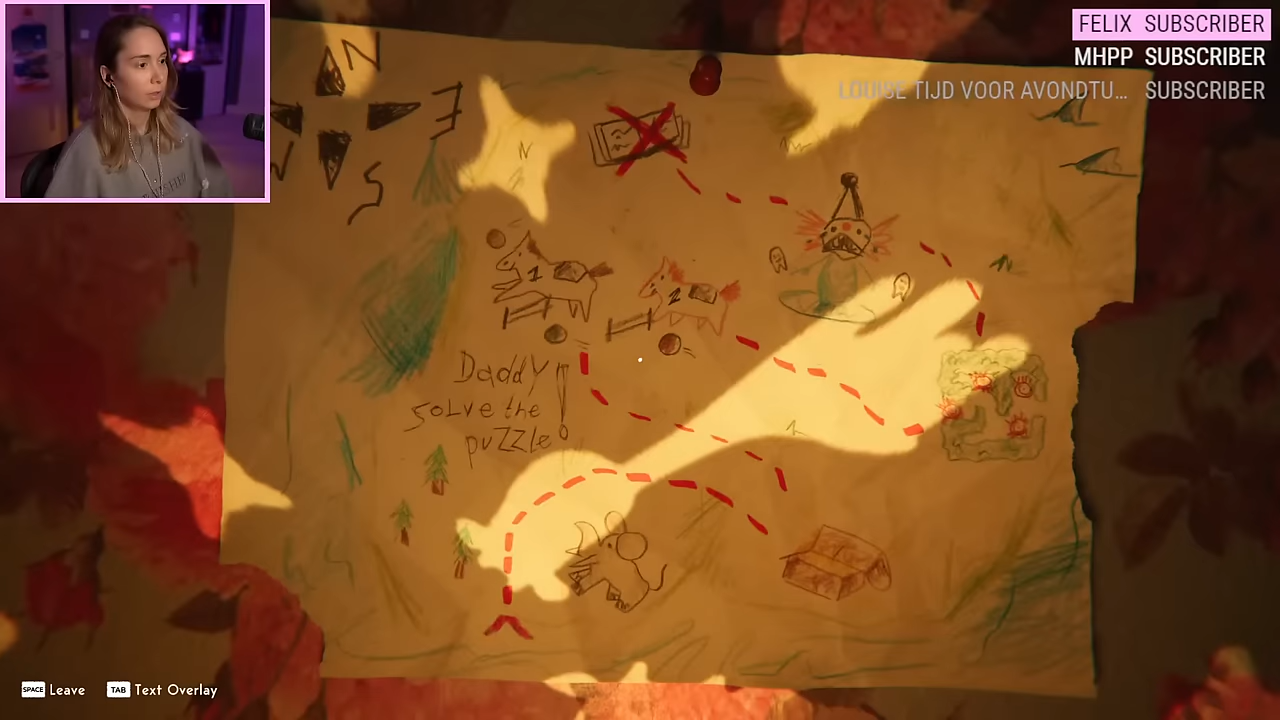 FELIX SUBSCRIBER
MHPP SUBSCRIBER
LOUISE TIJD VOOR AVONDTU... SUBSCRIBER
N
E
S
W
N
1
2
Daddy
solve the
puzzle!
SPACE Leave TAB Text Overlay